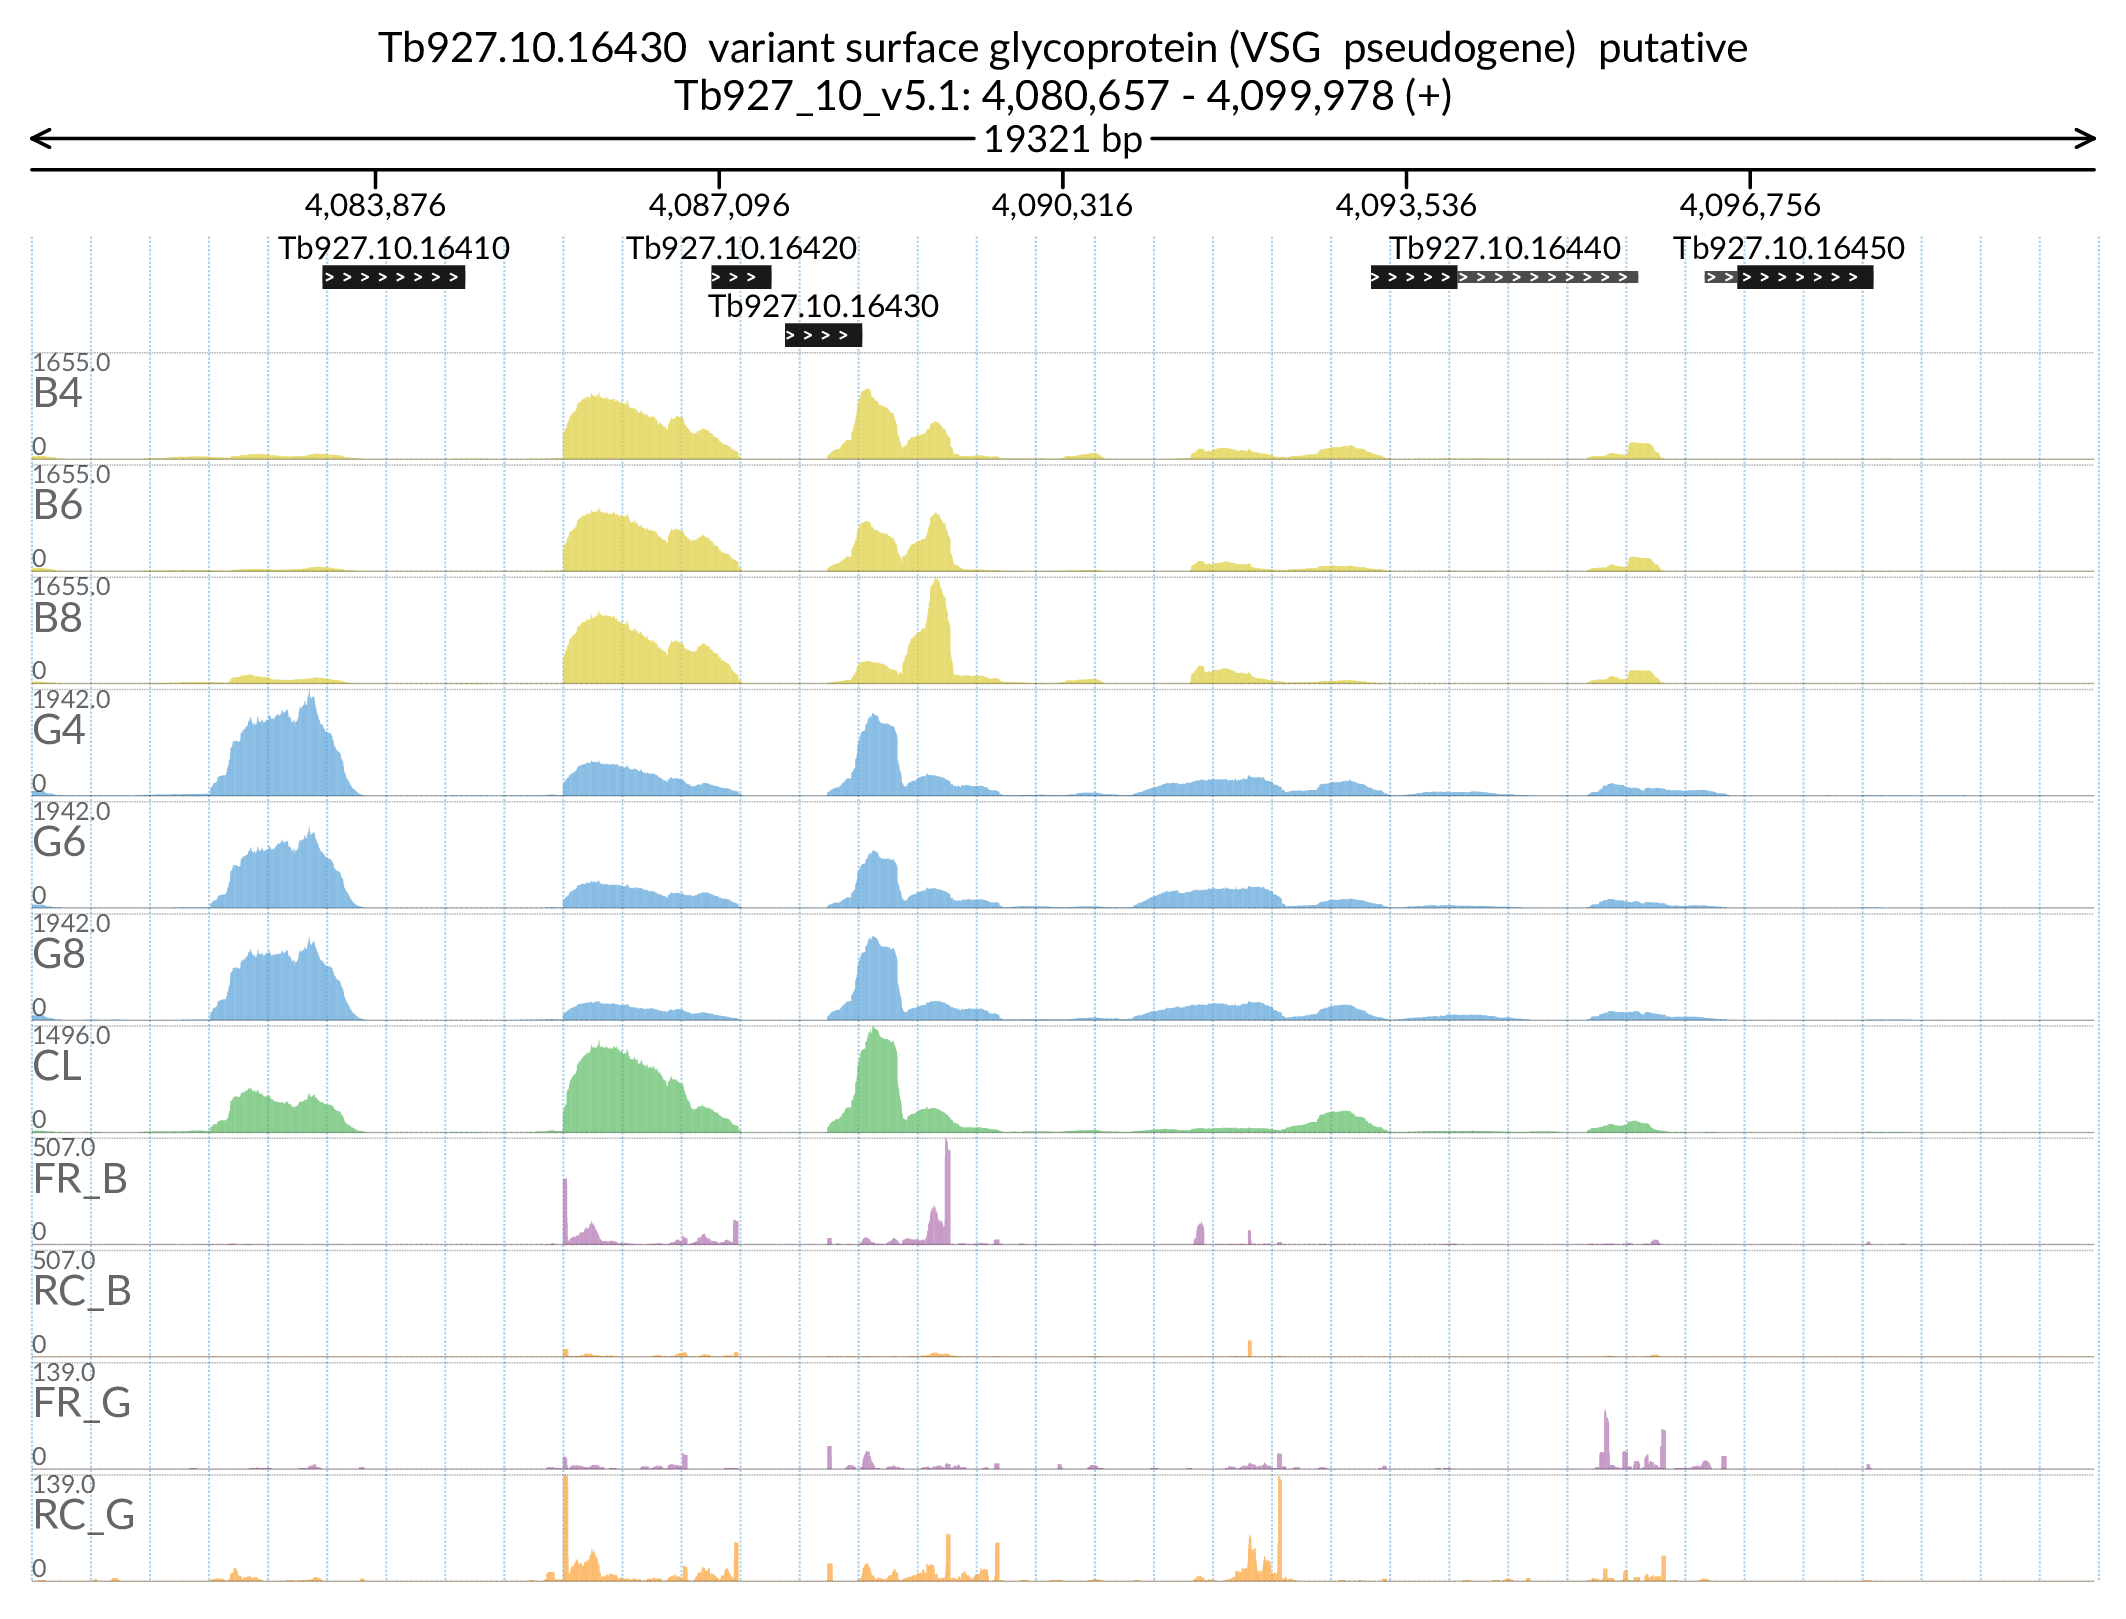 Tb927.10.16430 variant surface glycoprotein (VSG pseudogene) putative
Tb927_10_v5.1: 4,080,657 - 4,099,978 (+)
19321 bp
4,083,876 4,087,096 4,090,316 4,093,536 4,096,756
Tb927.10.16410 Tb927.10.16420 Tb927.10.16440 Tb927.10.16450
Tb927.10.16430
1655.0
B4
0
1655.0
B6
0
1655.0
B8
0
1942.0
G4
0
1942.0
G6
0
1942.0
G8
0
1496.0
CL
0
507.0
FR_B
0
507.0
RC_B
0
139.0
FR_G
0
139.0
RC_G
0